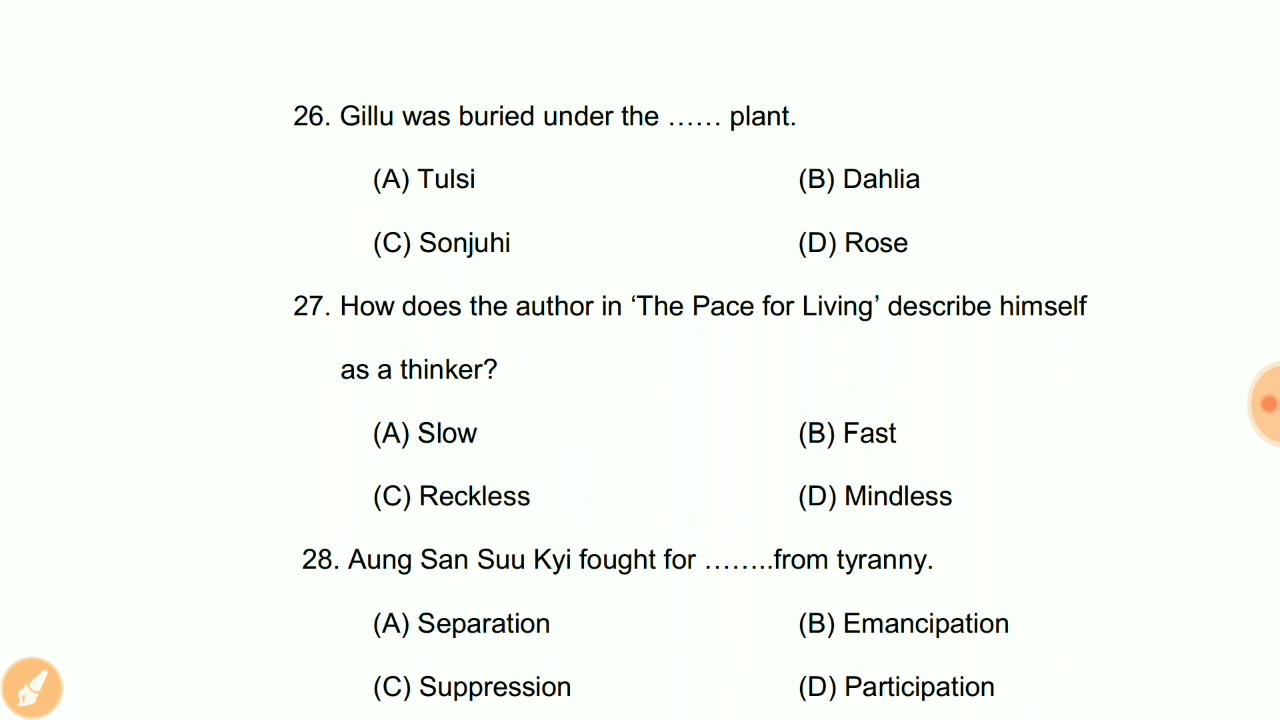 26. Gillu was buried under the …… plant.
(A) Tulsi (B) Dahlia
(C) Sonjuhi (D) Rose
27. How does the author in ‘The Pace for Living’ describe himself
as a thinker?
(A) Slow (B) Fast
(C) Reckless (D) Mindless
28. Aung San Suu Kyi fought for ……..from tyranny.
(A) Separation (B) Emancipation
(C) Suppression (D) Participation